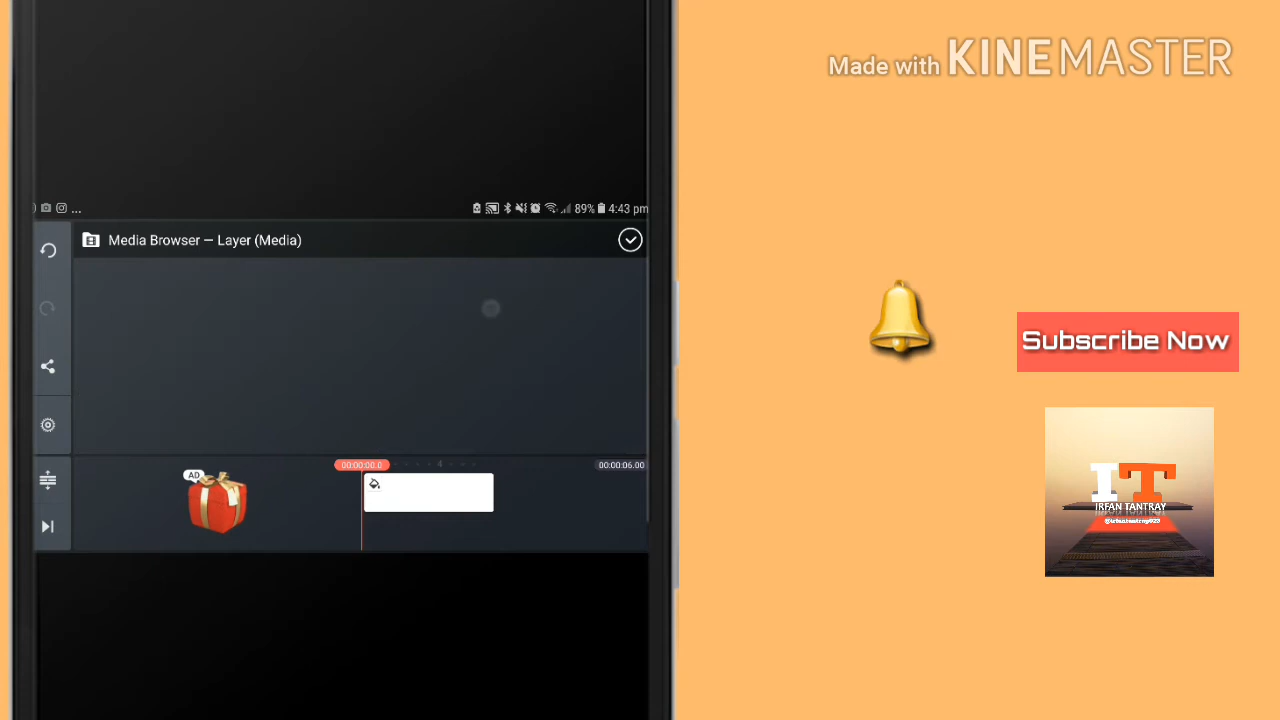 Made with KINEMASTER
... 89% 4:43 pm
Media Browser – Layer (Media)
Subscribe Now
AD
00:00:00.0 4 00:00:06.00
IT
IRFAN TANTRAY